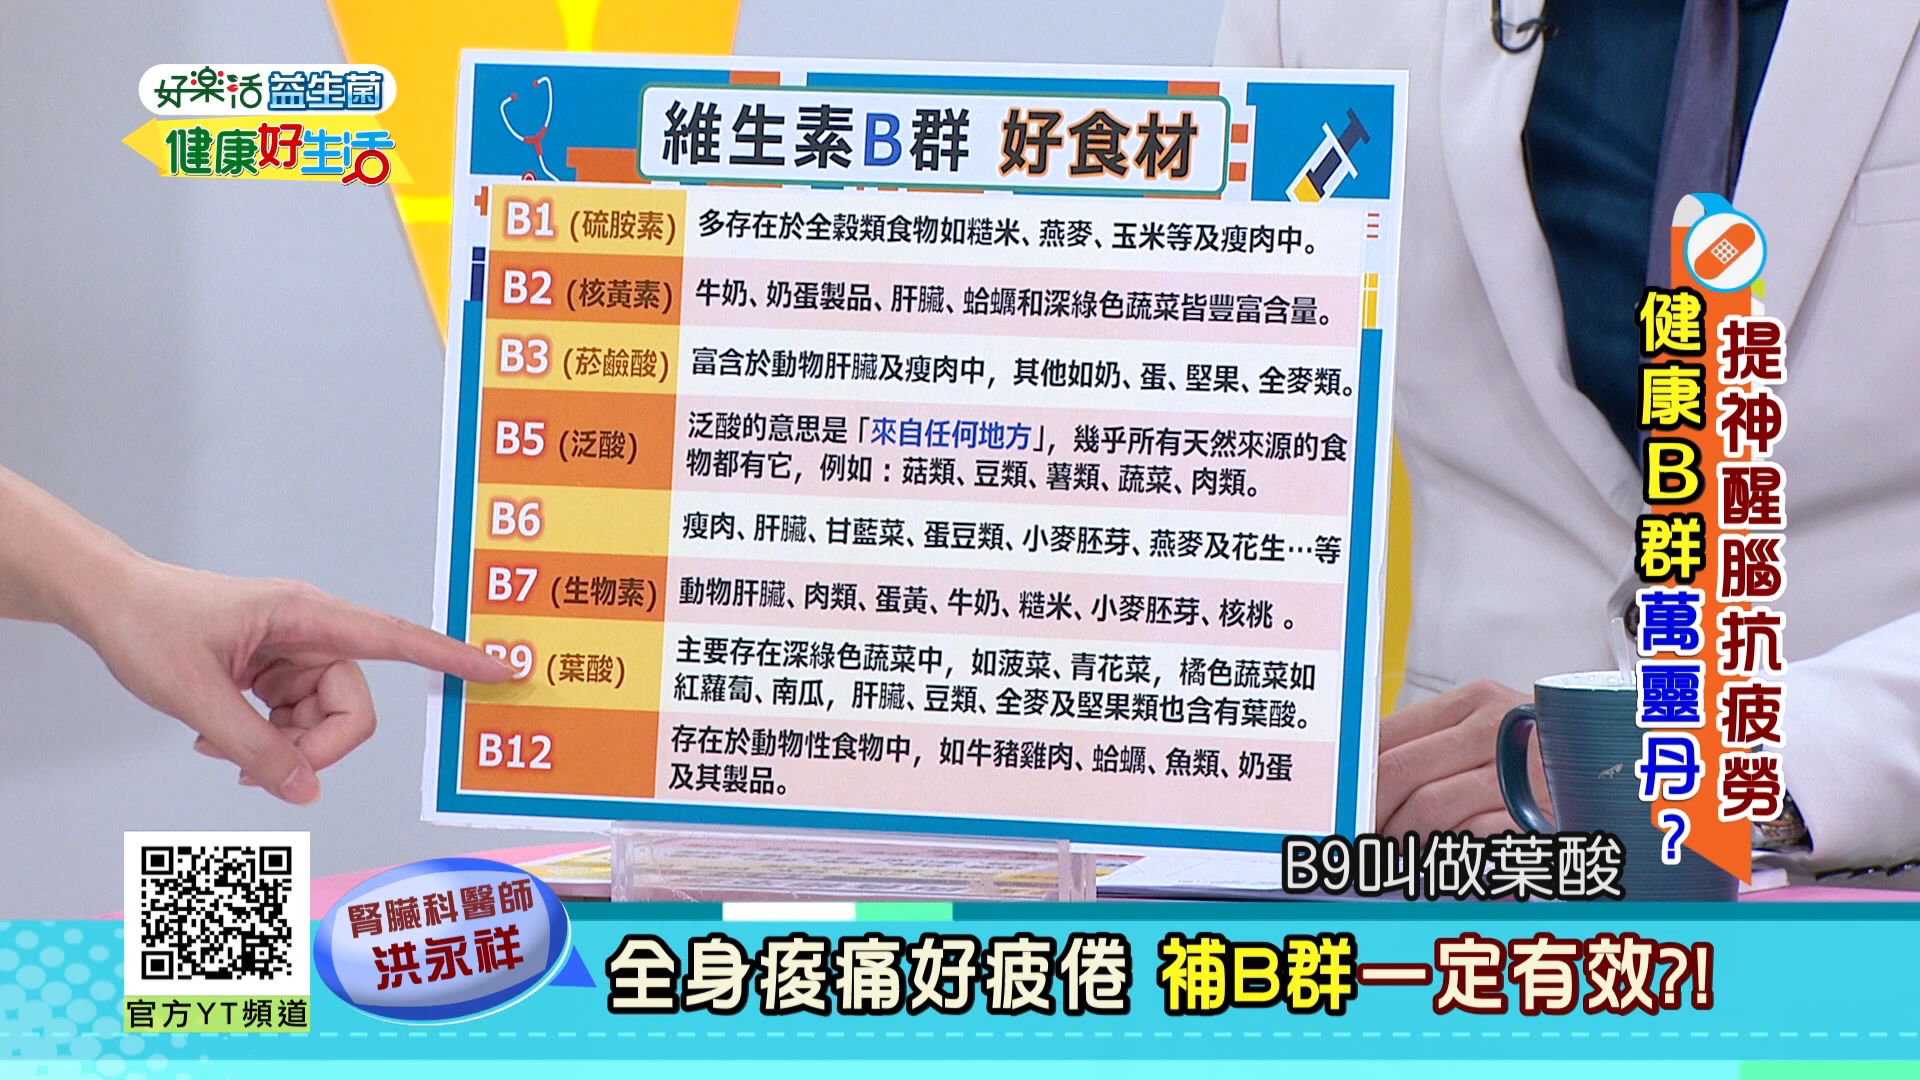 好楽活益生菌
健康好生活
維生素B群 好食材
B1 (硫胺素) 多存在於全穀類食物如糙米、燕麥、玉米等及瘦肉中。
B2 (核黃素) 牛奶、奶蛋製品、肝臟、蛤蠣和深綠色蔬菜皆豐富含量。
B3 (菸鹼酸) 富含於動物肝臟及瘦肉中，其他如奶、蛋、堅果、全麥類。
B5 (泛酸) 泛酸的意思是「來自任何地方」，幾乎所有天然來源的食
物都有它，例如：菇類、豆類、薯類、蔬菜、肉類。
B6 瘦肉、肝臟、甘藍菜、蛋豆類、小麥胚芽、燕麥及花生…等
B7 (生物素) 動物肝臟、肉類、蛋黃、牛奶、糙米、小麥胚芽、核桃 。
B9 (葉酸) 主要存在深綠色蔬菜中，如菠菜、青花菜，橘色蔬菜如
紅蘿蔔、南瓜，肝臟、豆類、全麥及堅果類也含有葉酸。
B12 存在於動物性食物中，如牛豬雞肉、蛤蠣、魚類、奶蛋
及其製品。
提神醒腦抗疲勞
健康B群萬靈丹?
B9叫做葉酸
官方YT頻道
腎臟科醫師
洪永祥
全身痠痛好疲倦 補B群一定有效?!